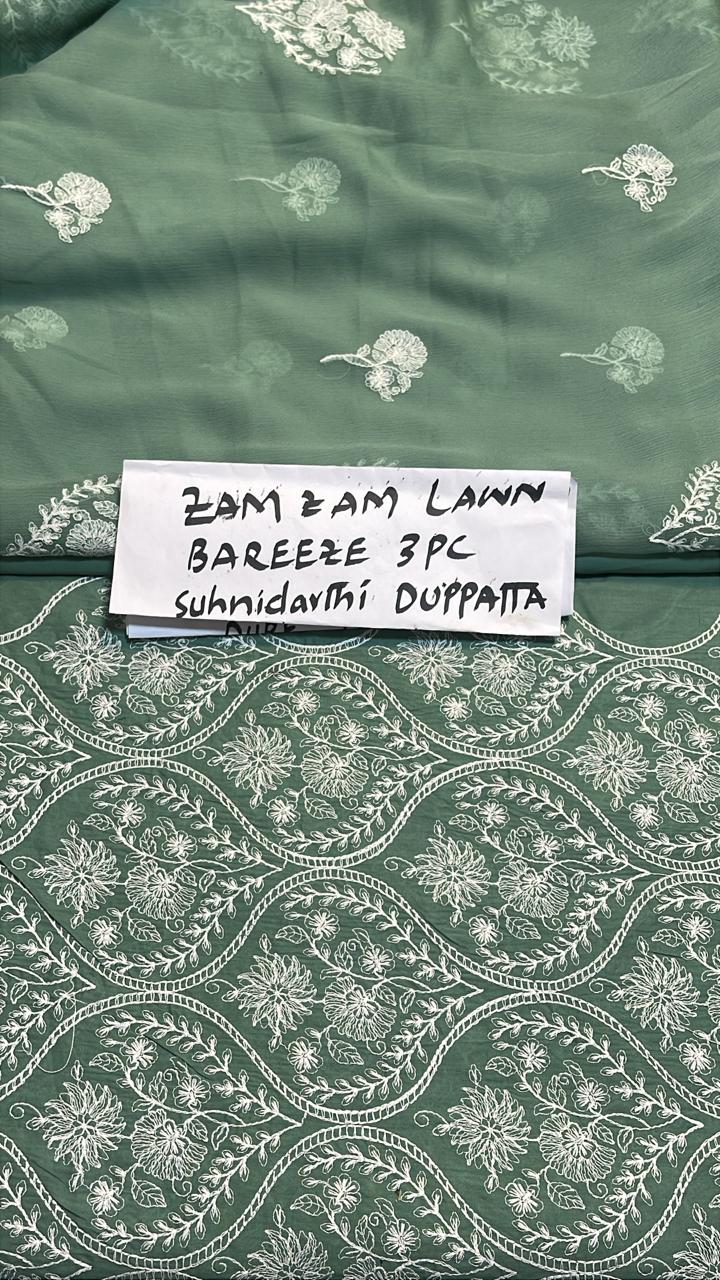 ZAM ZAM LAWN
BAREEZE 3PC
suhnidarthi DUPPATTA